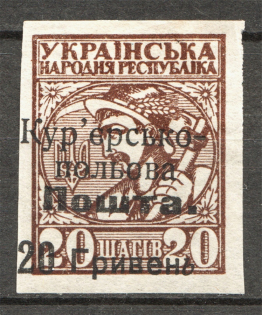 УКРАЇНСЬКА
НАРОДНЯ РЕСПУБЛІКА
Кур'єрсько-
польова
Пошта.
20 Гривень
20 ШАГІВ 20